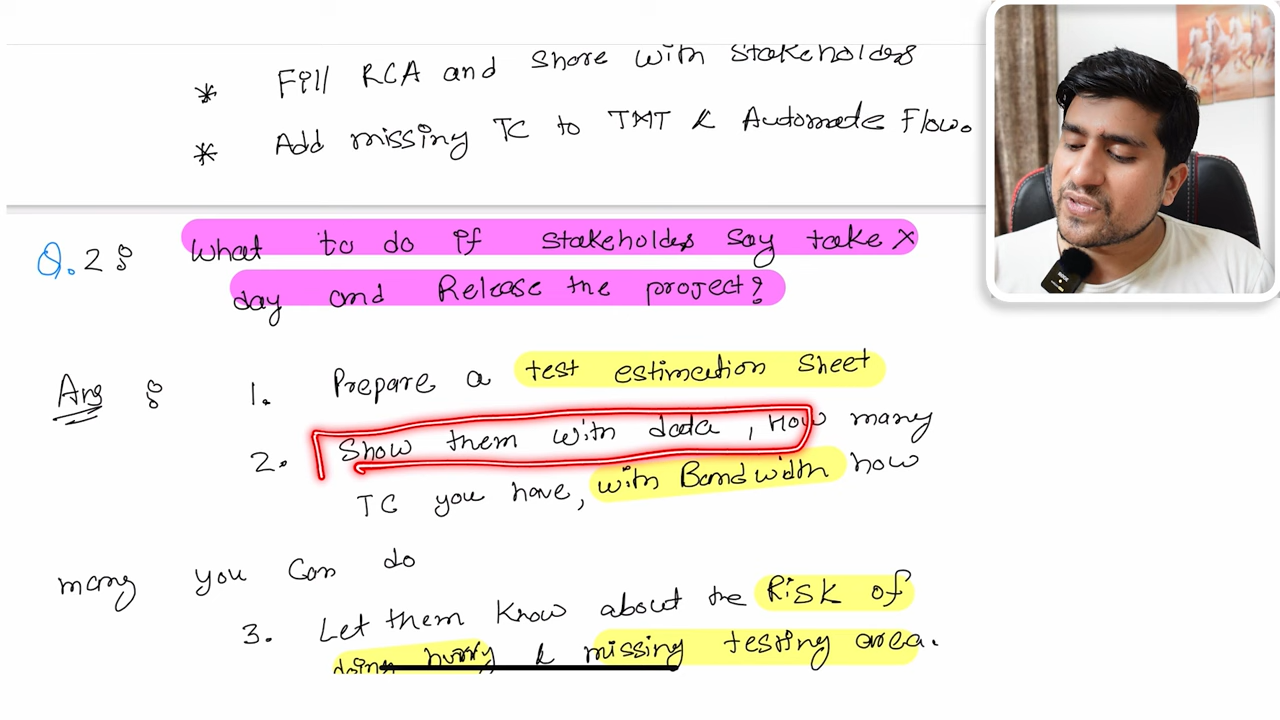 * Fill RCA and Share with Stakeholders
* Add missing TC to TMT & Automate Flow.
Q.2 : What to do if stakeholders say take X
day and Release the project?
Ans : 1. Prepare a test estimation Sheet
2. Show them with data, How many
TC you have, with Bandwidth how
many you can do
3. Let them Know about the Risk of
doing hurry & missing testing area.